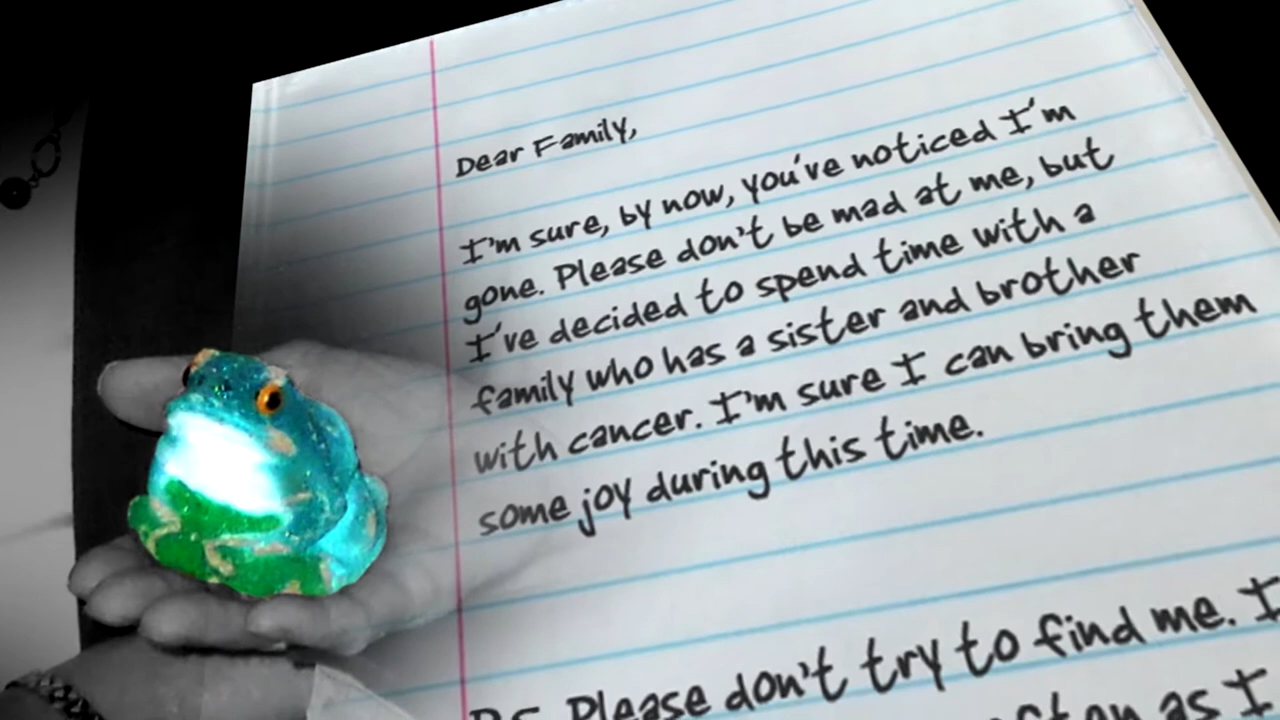 Dear Family,
I'm sure, by now, you've noticed I'm
gone. Please don't be mad at me, but
I've decided to spend time with a
family who has a sister and brother
with cancer. I'm sure I can bring them
some joy during this time.
P.S. Please don't try to find me. I
as I